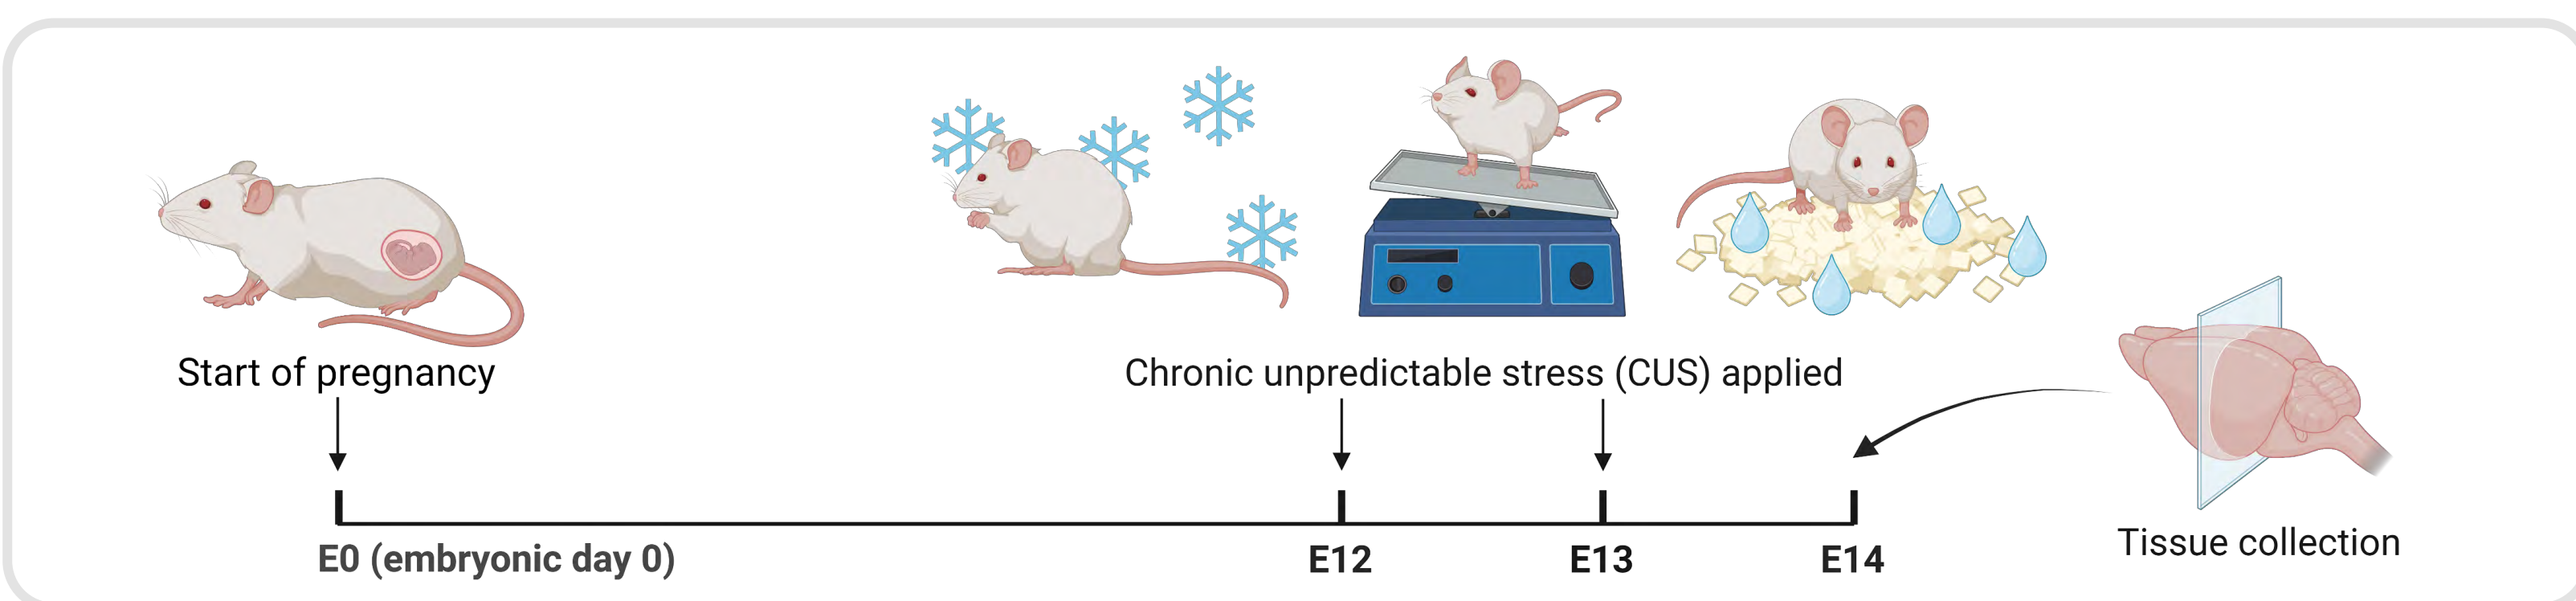 Start of pregnancy
Chronic unpredictable stress (CUS) applied
E0 (embryonic day 0)
E12
E13
E14
Tissue collection